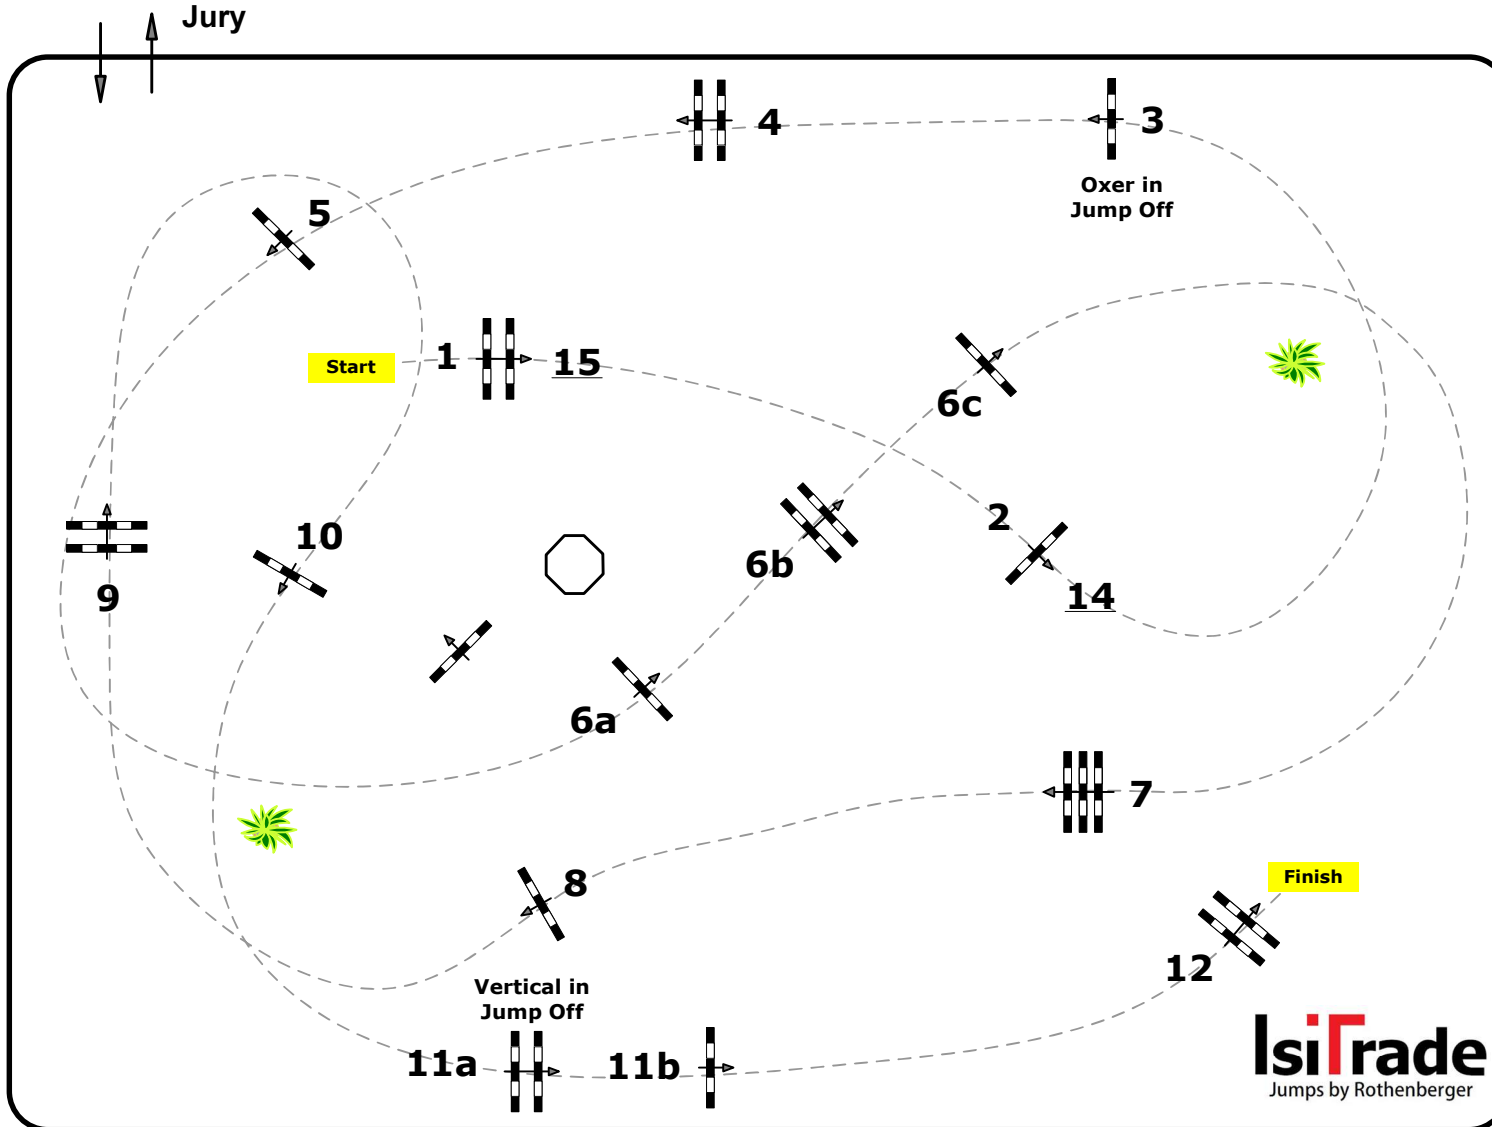 Jury
4
3
Oxer in
Jump Off
5
Start
1
15
6c
2
10
6b
14
9
6a
7
8
Finish
12
Vertical in
Jump Off
11a
11b
IsiTrade
Jumps by Rothenberger